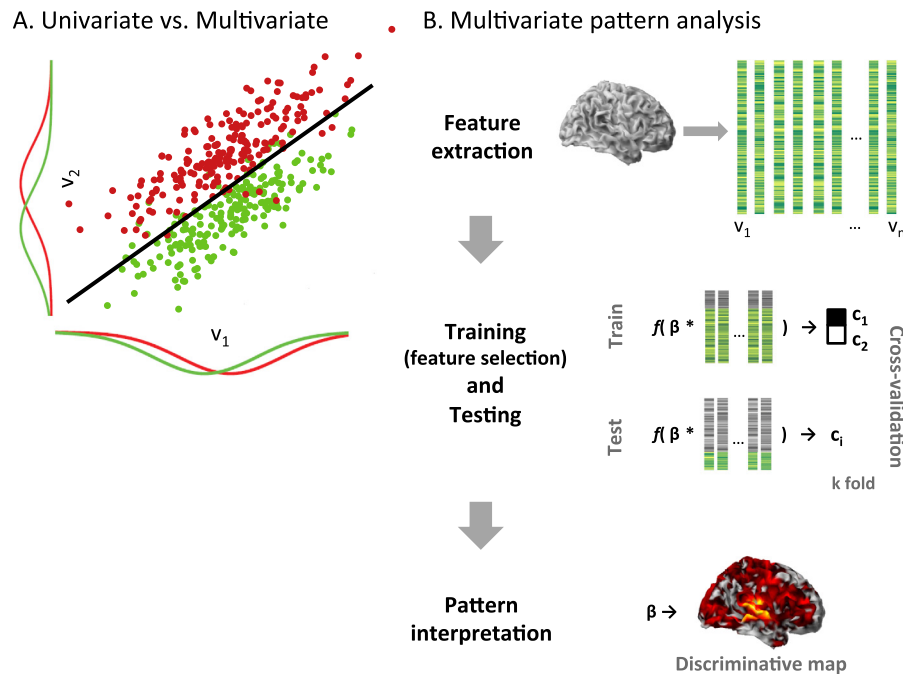 A. Univariate vs. Multivariate
v2
v1
B. Multivariate pattern analysis
Feature
extraction
...
v1 ... vn
Training
(feature selection)
and
Testing
Train
f( β * ... ) → c1
c2
Test
f( β * ... ) → ci
Cross-validation
k fold
Pattern
interpretation
β →
Discriminative map